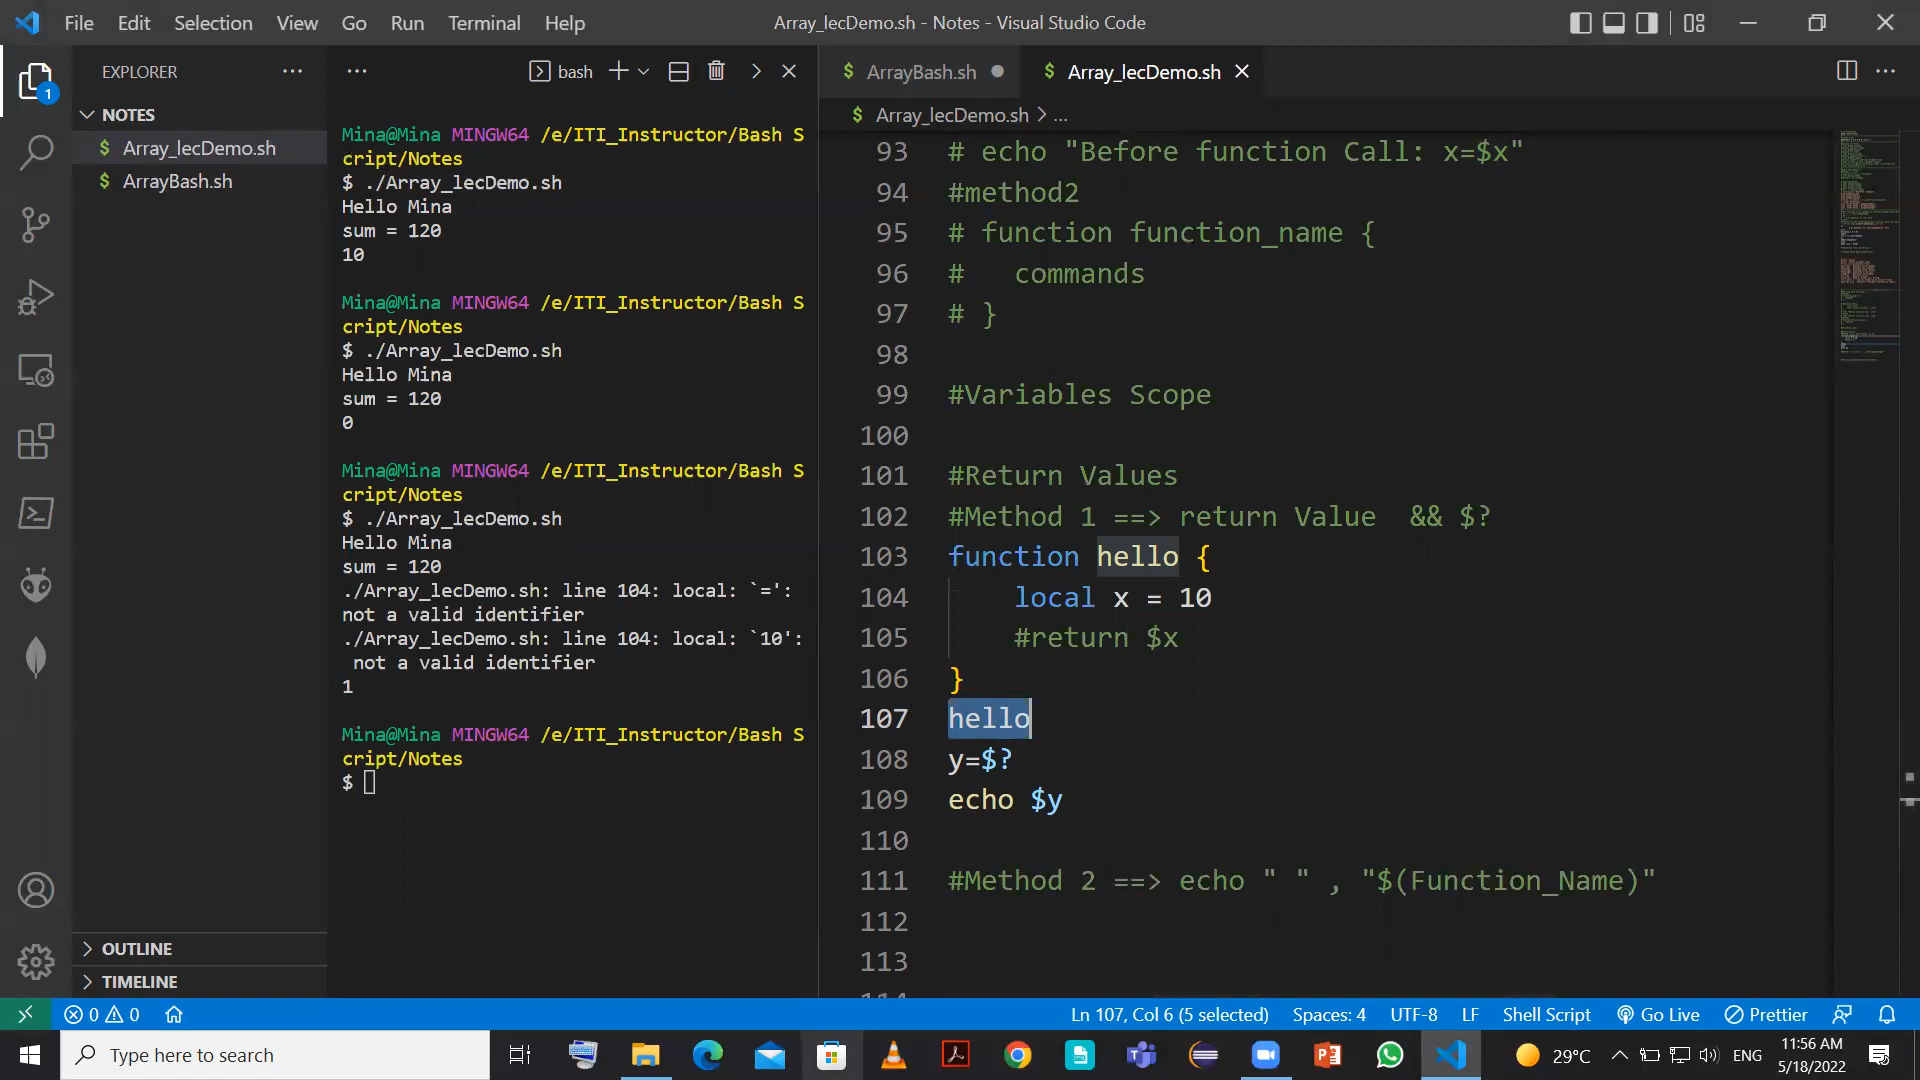 File Edit Selection View Go Run Terminal Help
Array_lecDemo.sh - Notes - Visual Studio Code
EXPLORER
NOTES
$ Array_lecDemo.sh
$ ArrayBash.sh
OUTLINE
TIMELINE
1
bash
Mina@Mina MINGW64 /e/ITI_Instructor/Bash S
cript/Notes
$ ./Array_lecDemo.sh
Hello Mina
sum = 120
10
Mina@Mina MINGW64 /e/ITI_Instructor/Bash S
cript/Notes
$ ./Array_lecDemo.sh
Hello Mina
sum = 120
0
Mina@Mina MINGW64 /e/ITI_Instructor/Bash S
cript/Notes
$ ./Array_lecDemo.sh
Hello Mina
sum = 120
./Array_lecDemo.sh: line 104: local: `=':
not a valid identifier
./Array_lecDemo.sh: line 104: local: `10':
 not a valid identifier
1
Mina@Mina MINGW64 /e/ITI_Instructor/Bash S
cript/Notes
$
$ ArrayBash.sh
$ Array_lecDemo.sh
$ Array_lecDemo.sh > ...
93 # echo "Before function Call: x=$x"
94 #method2
95 # function function_name {
96 #   commands
97 # }
98
99 #Variables Scope
100
101 #Return Values
102 #Method 1 ==> return Value  && $?
103 function hello {
104     local x = 10
105     #return $x
106 }
107 hello
108 y=$?
109 echo $y
110
111 #Method 2 ==> echo " " , "$(Function_Name)"
112
113
0 0
Ln 107, Col 6 (5 selected) Spaces: 4 UTF-8 LF Shell Script Go Live Prettier
Type here to search
29°C ENG
11:56 AM
5/18/2022